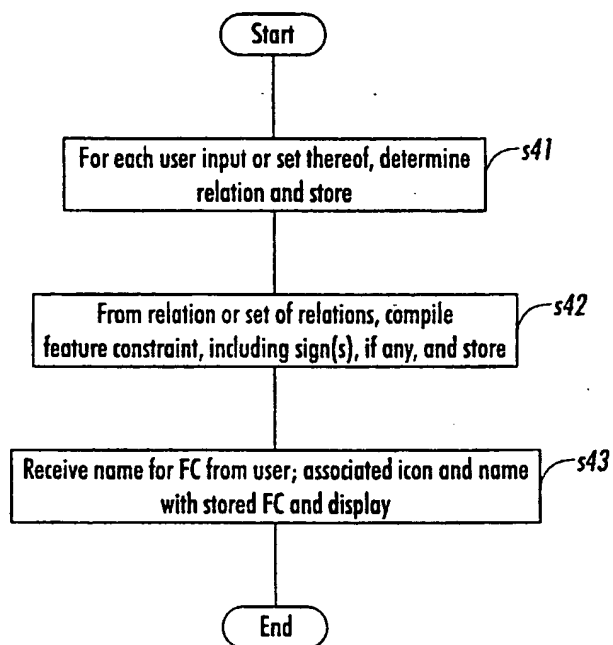 Start
For each user input or set thereof, determine
relation and store
s41
From relation or set of relations, compile
feature constraint, including sign(s), if any, and store
s42
Receive name for FC from user; associated icon and name
with stored FC and display
s43
End